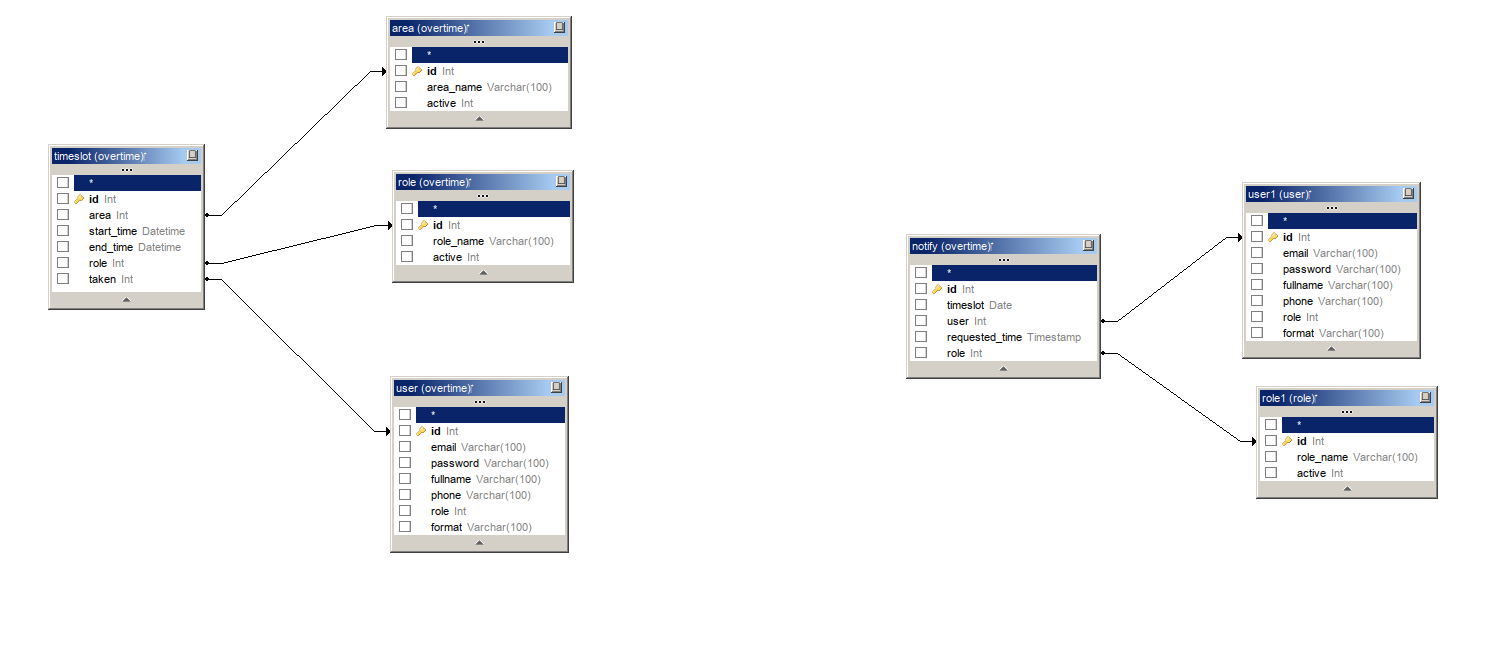 area (overtime)*
...
*
id Int
area_name Varchar(100)
active Int
timeslot (overtime)*
...
*
id Int
area Int
start_time Datetime
end_time Datetime
role Int
taken Int
role (overtime)*
...
*
id Int
role_name Varchar(100)
active Int
user (overtime)*
...
*
id Int
email Varchar(100)
password Varchar(100)
fullname Varchar(100)
phone Varchar(100)
role Int
format Varchar(100)
notify (overtime)*
...
*
id Int
timeslot Date
user Int
requested_time Timestamp
role Int
user1 (user)*
...
*
id Int
email Varchar(100)
password Varchar(100)
fullname Varchar(100)
phone Varchar(100)
role Int
format Varchar(100)
role1 (role)*
...
*
id Int
role_name Varchar(100)
active Int